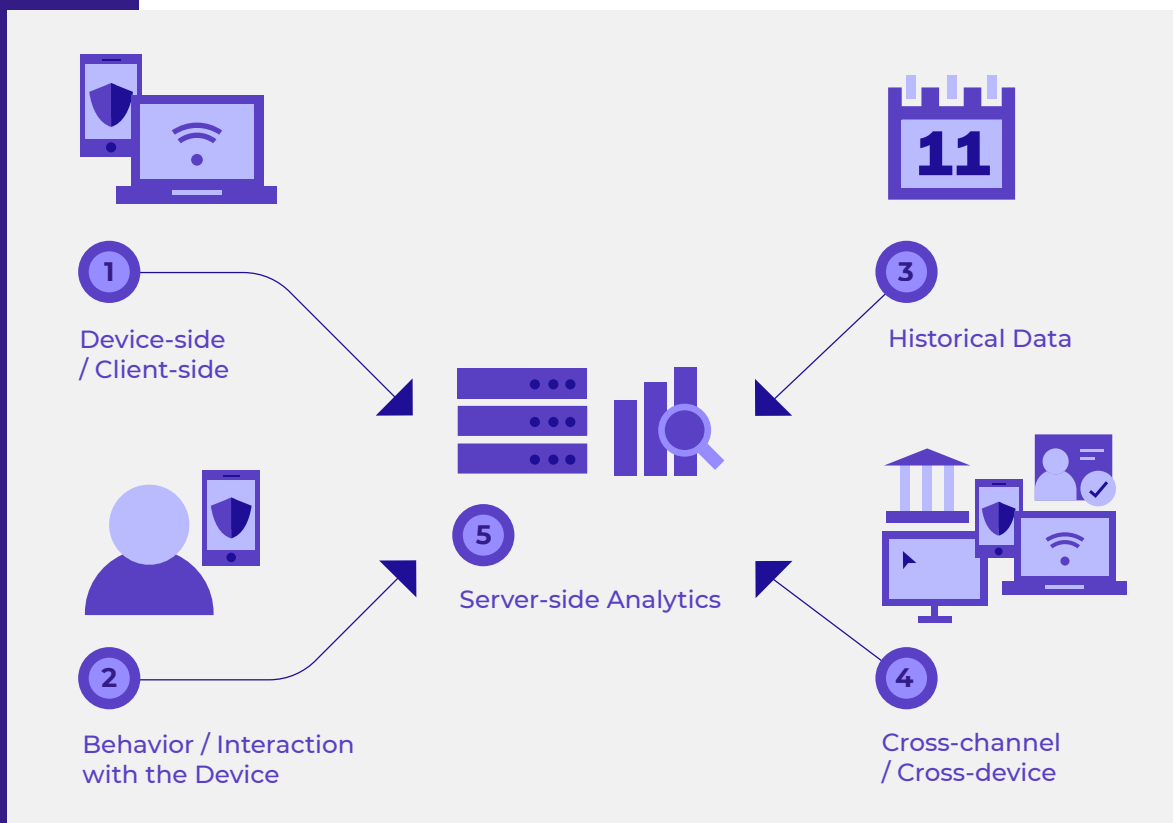 11
1
Device-side
/ Client-side
3
Historical Data
5
Server-side Analytics
2
Behavior / Interaction
with the Device
4
Cross-channel
/ Cross-device